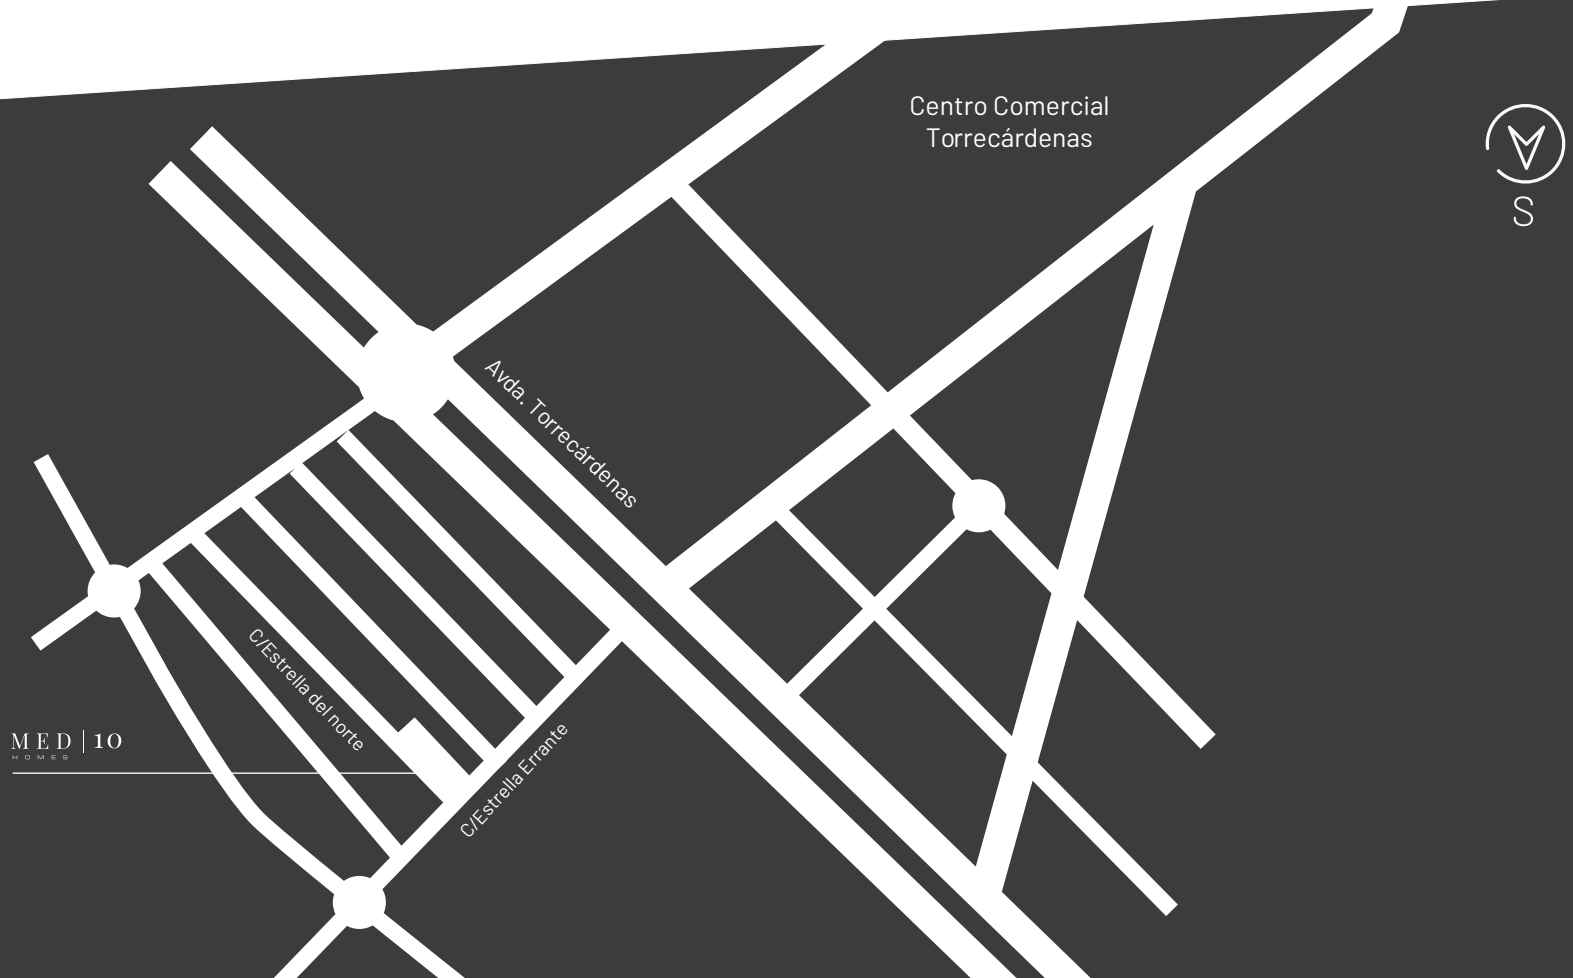 Centro Comercial
Torrecárdenas
S
Avda. Torrecárdenas
C/Estrella del norte
MED | 10
HOMES
C/Estrella Errante